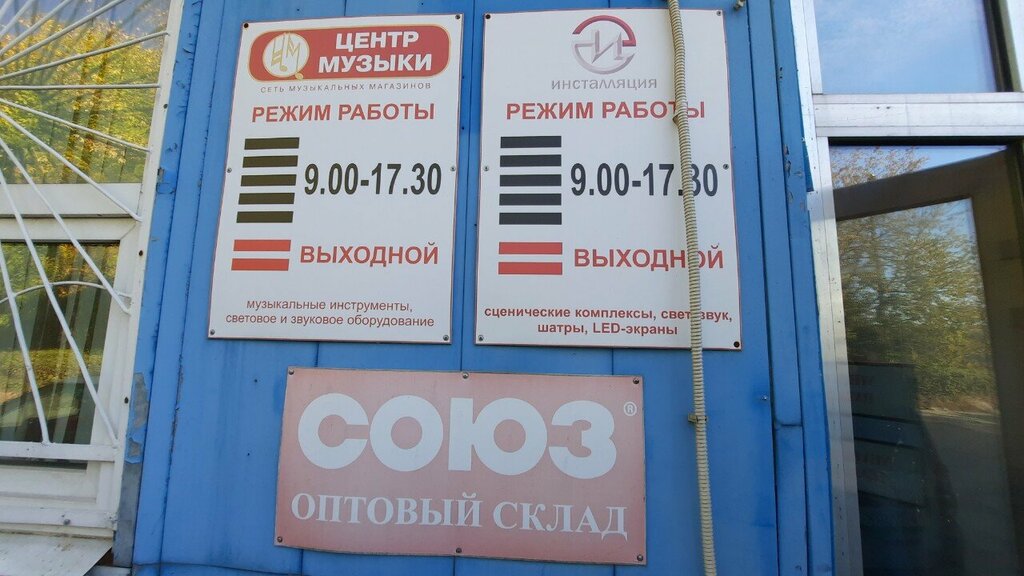 ЦЕНТР
МУЗЫКИ
СЕТЬ МУЗЫКАЛЬНЫХ МАГАЗИНОВ
РЕЖИМ РАБОТЫ
9.00-17.30
ВЫХОДНОЙ
музыкальные инструменты,
световое и звуковое оборудование
ИНСТАЛЛЯЦИЯ
РЕЖИМ РАБОТЫ
9.00-17.30
ВЫХОДНОЙ
сценические комплексы, свет, звук,
шатры, LED-экраны
СОЮЗ®
ОПТОВЫЙ СКЛАД